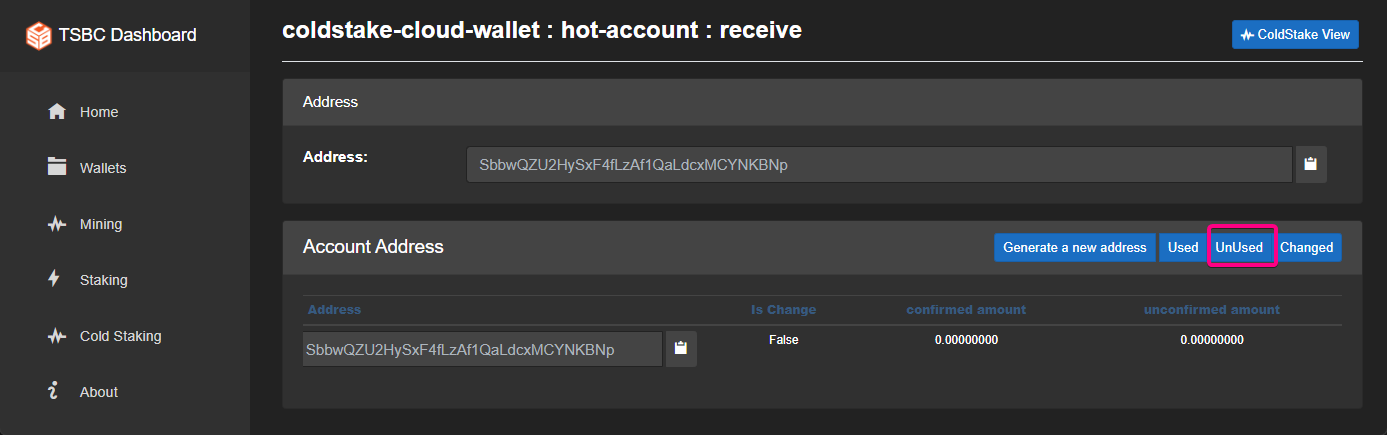 TSBC Dashboard
Home
Wallets
Mining
Staking
Cold Staking
About
coldstake-cloud-wallet : hot-account : receive
ColdStake View
Address
Address:
SbbwQZU2HySxF4fLzAf1QaLdcxMCYNKBNp
Account Address
Generate a new address Used UnUsed Changed
Address Is Change confirmed amount unconfirmed amount
SbbwQZU2HySxF4fLzAf1QaLdcxMCYNKBNp False 0.00000000 0.00000000